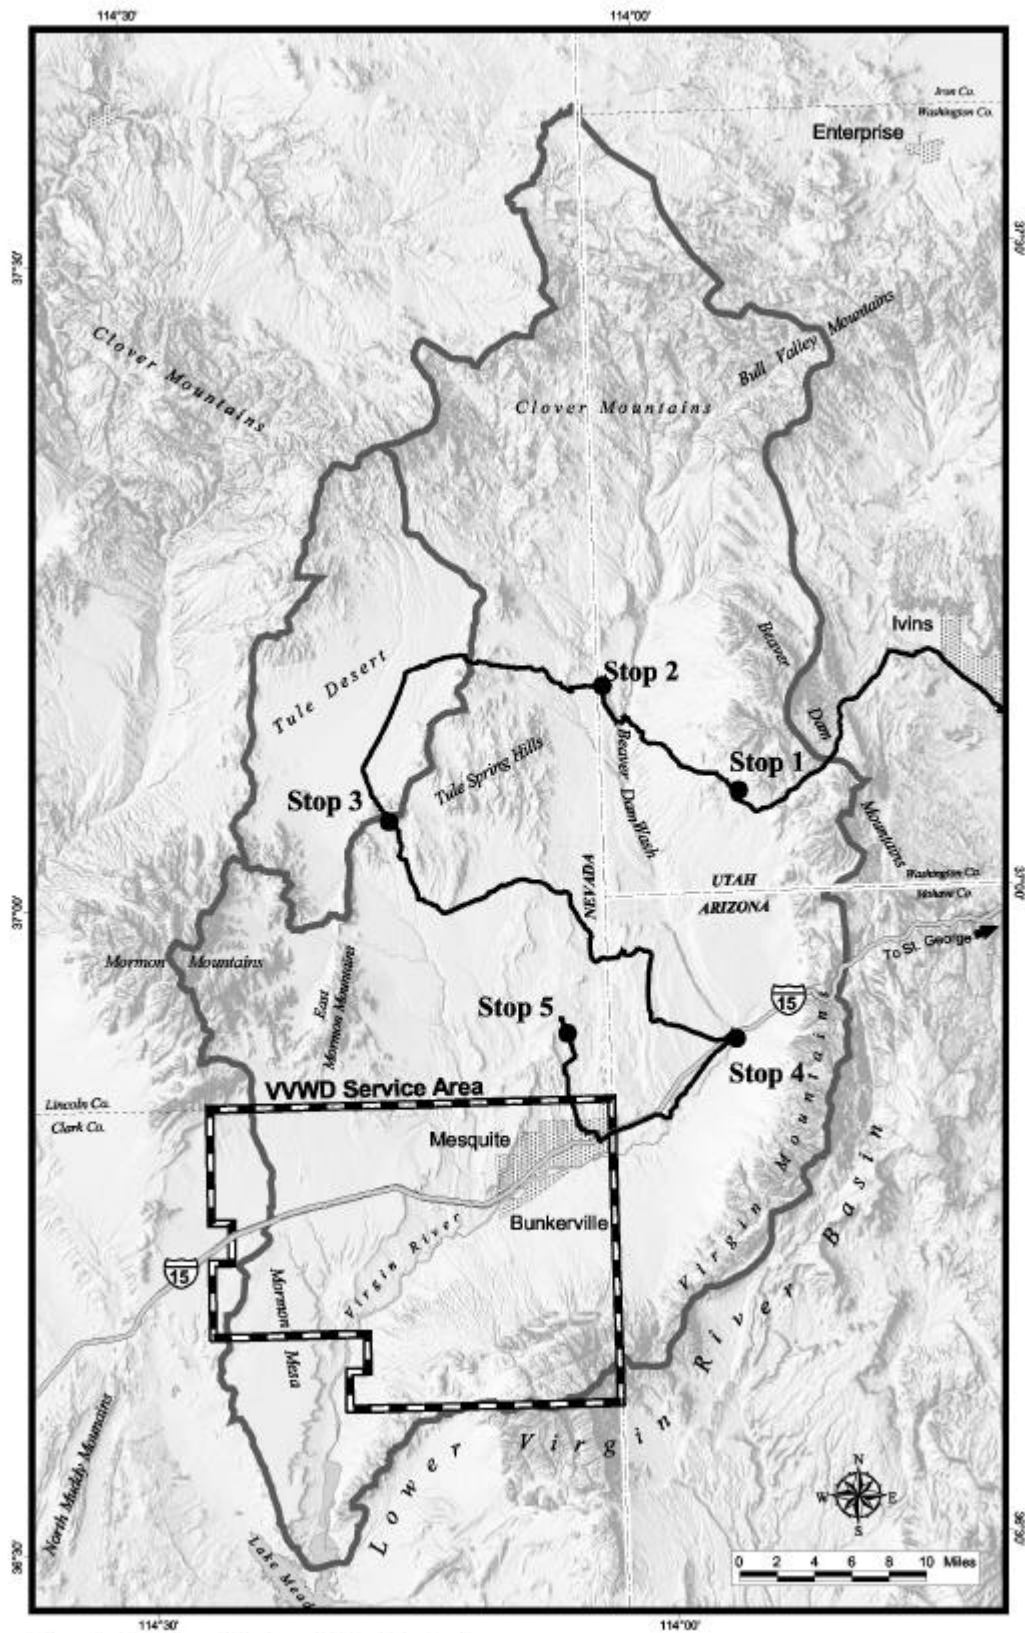 114°30'
114°00'
Iron Co.
Washington Co.
Enterprise
37°30'
37°30'
Clover Mountains
Bull Valley Mountains
Clover Mountains
Ivins
Beaver Dam Mountains
Tule Desert
Stop 2
Beaver DamWash
Tule Spring Hills
Stop 1
Stop 3
NEVADA
UTAH
ARIZONA
Washington Co.
Mohave Co.
37°00'
37°00'
To St. George
Mormon Mountains
East
Mormon Mountains
Stop 5
15
Stop 4
VVWD Service Area
Lincoln Co.
Clark Co.
Mesquite
Bunkerville
Virgin River
Virgin Mountains
15
Mormon Mesa
Lower Virgin River Basin
North Muddy Mountains
Lake Mead
N
W
E
S
0 2 4 6 8 10 Miles
36°30'
36°30'
114°30'
114°00'